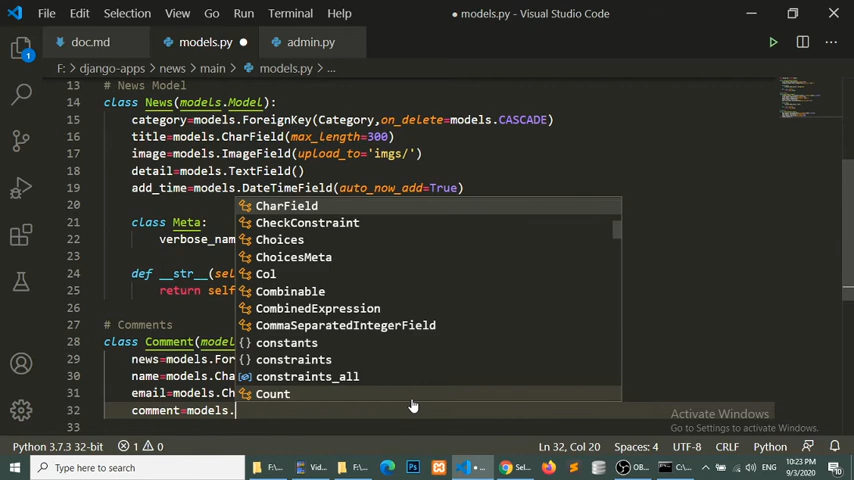 File Edit Selection View Go Run Terminal Help
● models.py - Visual Studio Code
doc.md models.py ● admin.py
F: > django-apps > news > main > models.py > ...
13 # News Model
14 class News(models.Model):
15 category=models.ForeignKey(Category,on_delete=models.CASCADE)
16 title=models.CharField(max_length=300)
17 image=models.ImageField(upload_to='imgs/')
18 detail=models.TextField()
19 add_time=models.DateTimeField(auto_now_add=True)
20
21 class Meta:
22 verbose_nam
23
24 def __str__(sel
25 return self
26
27 # Comments
28 class Comment(model
29 news=models.For
30 name=models.Cha
31 email=models.Ch
32 comment=models.
33
CharField
CheckConstraint
Choices
ChoicesMeta
Col
Combinable
CombinedExpression
CommaSeparatedIntegerField
constants
constraints
constraints_all
Count
Activate Windows
Go to Settings to activate Windows.
Python 3.7.3 32-bit 1 0 Ln 32, Col 20 Spaces: 4 UTF-8 CRLF Python
Type here to search F:\... Vid... F:\... Sel... OB... C:\... ENG 10:23 PM
9/3/2020